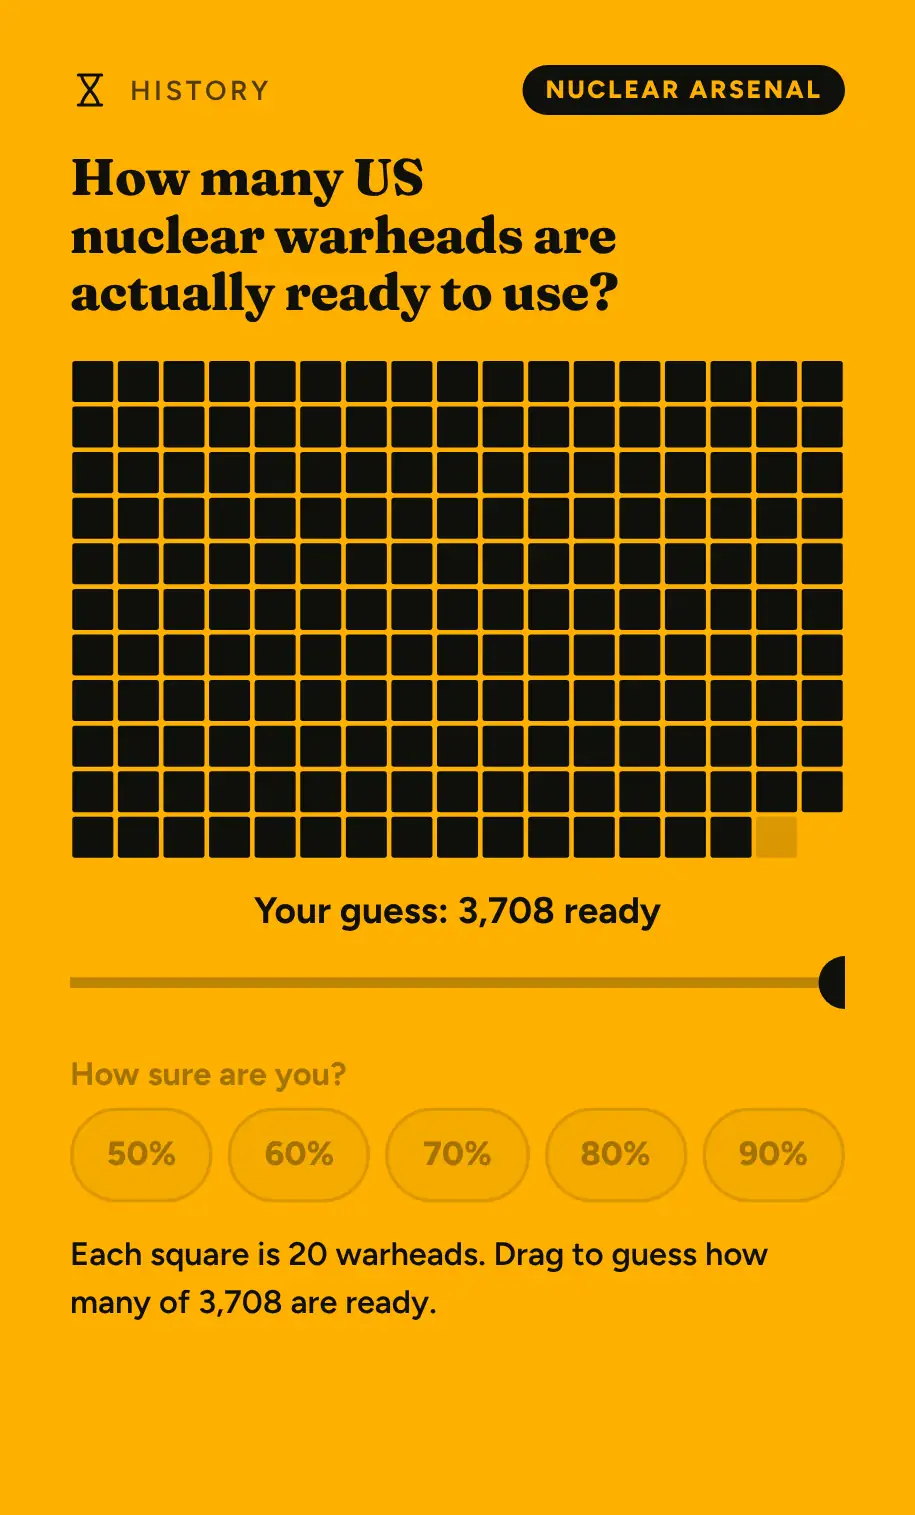 HISTORY
NUCLEAR ARSENAL
How many US
nuclear warheads are
actually ready to use?
Your guess: 3,708 ready
How sure are you?
50% 60% 70% 80% 90%
Each square is 20 warheads. Drag to guess how
many of 3,708 are ready.